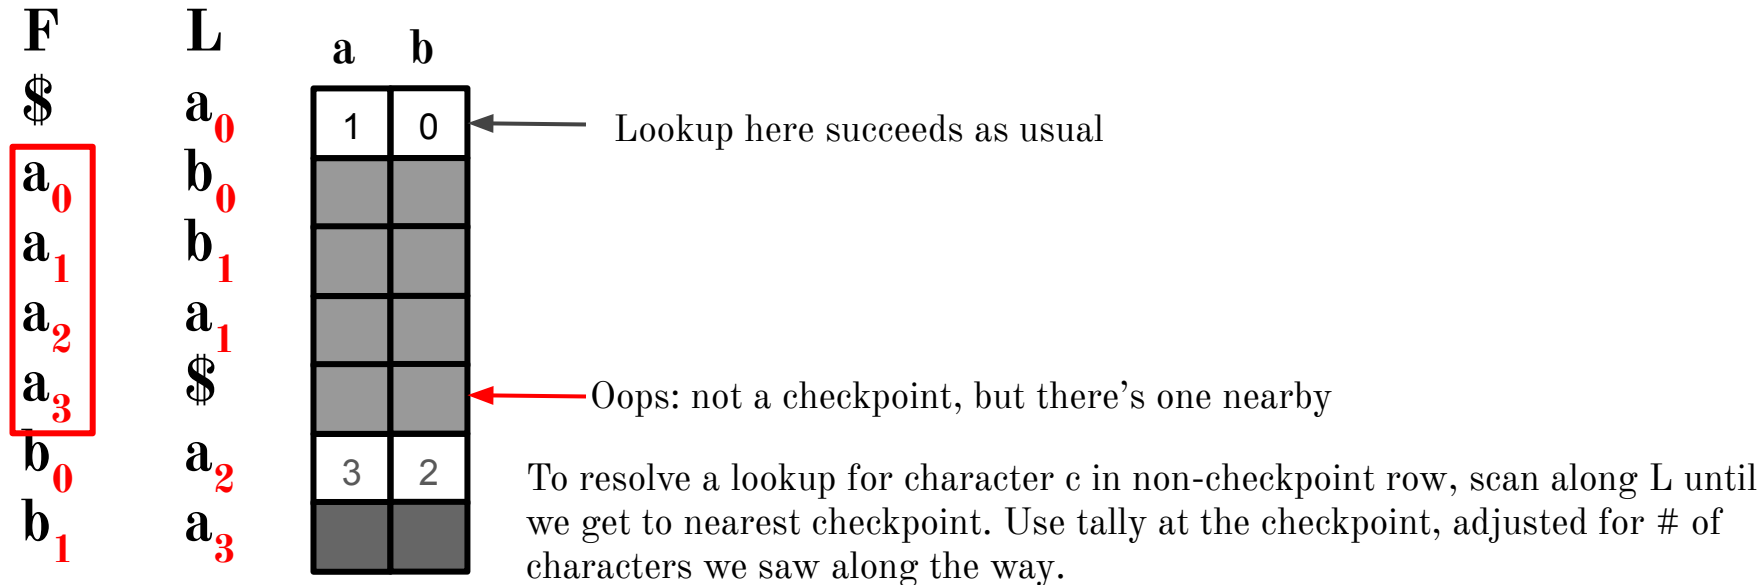 F L a b
$ a0 1 0 Lookup here succeeds as usual
a0 b0
a1 b1
a2 a1
a3 $ Oops: not a checkpoint, but there's one nearby
b0 a2 3 2
b1 a3
To resolve a lookup for character c in non-checkpoint row, scan along L until
we get to nearest checkpoint. Use tally at the checkpoint, adjusted for # of
characters we saw along the way.